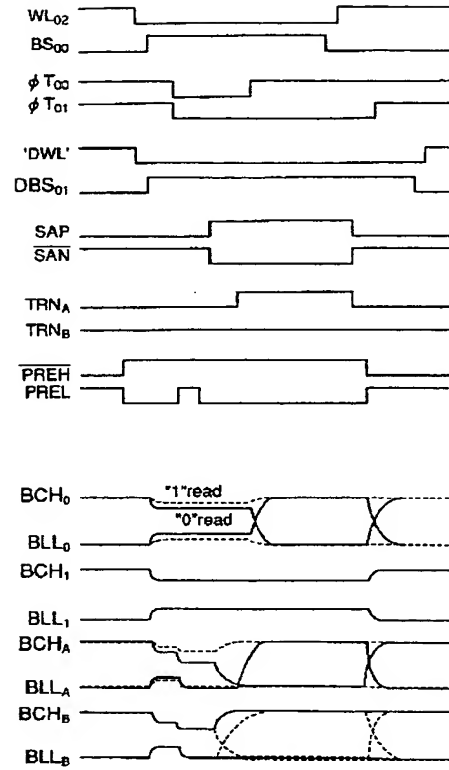 WL02
BS00
φT00
φT01
'DWL'
DBS01
SAP
SAN
TRNA
TRNB
PREH
PREL
BCH0
"1"read
"0"read
BLL0
BCH1
BLL1
BCHA
BLLA
BCHB
BLLB